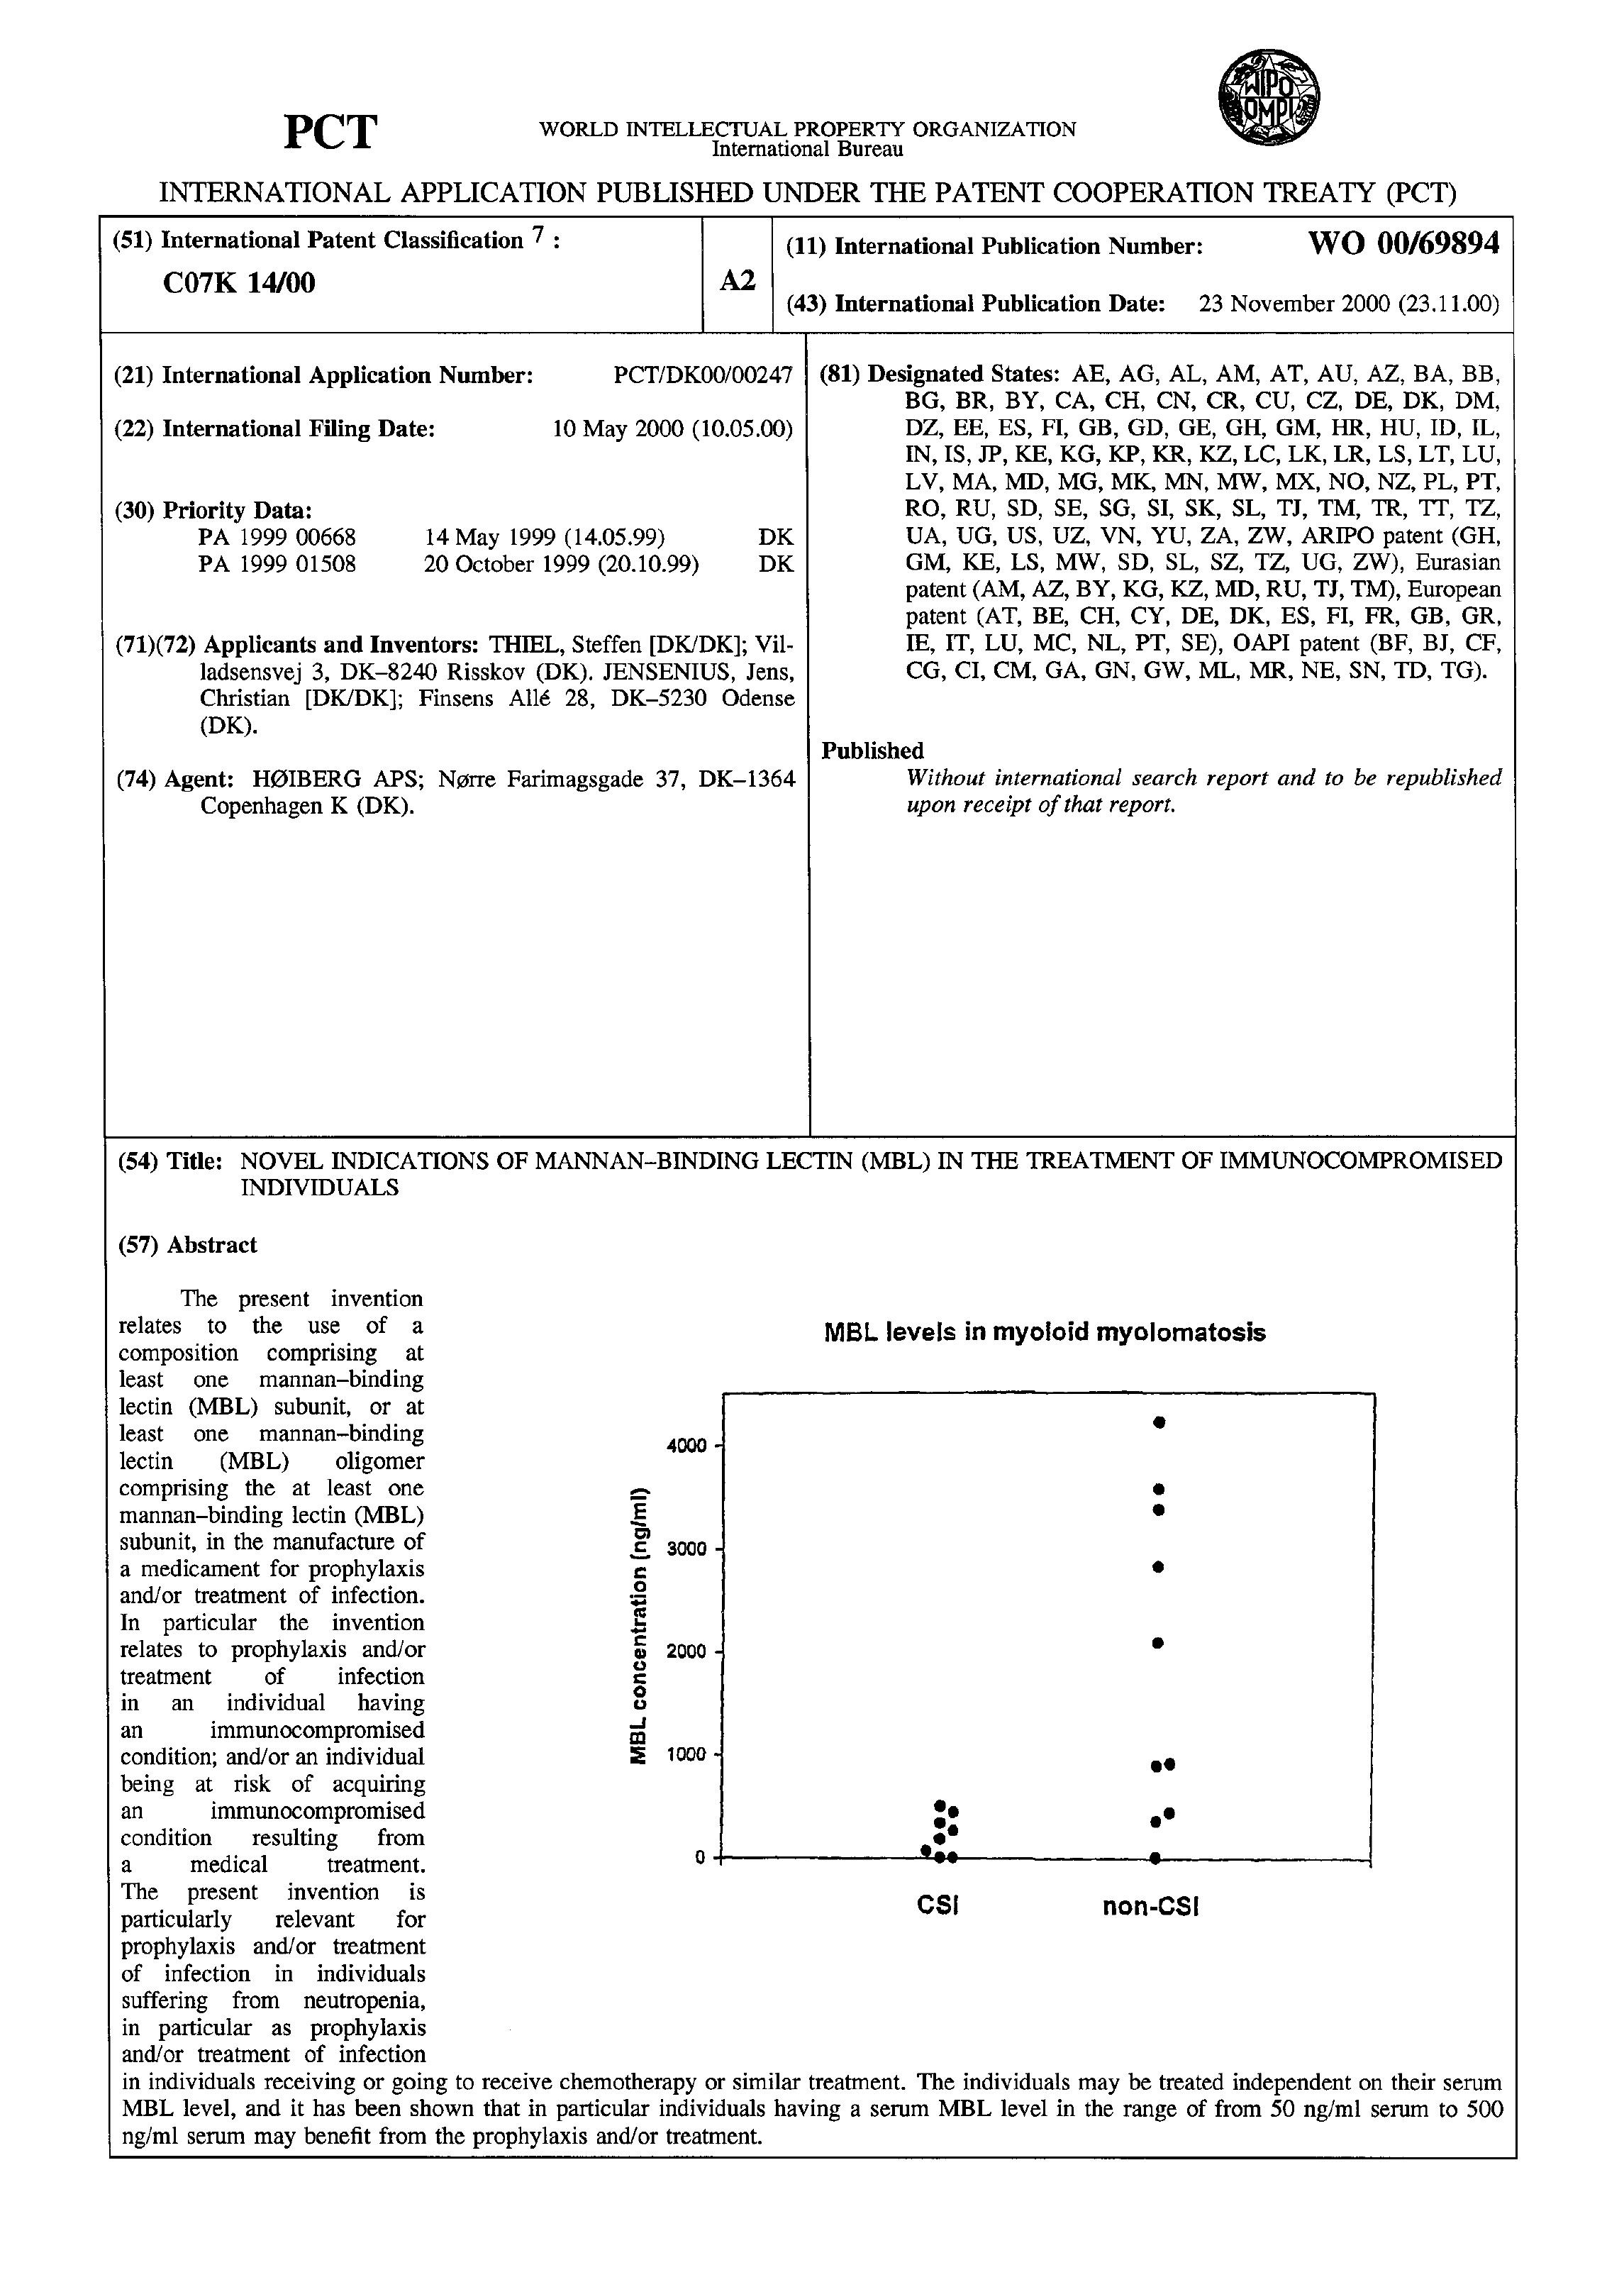 WIPO
OMPI
PCT
WORLD INTELLECTUAL PROPERTY ORGANIZATION
International Bureau
INTERNATIONAL APPLICATION PUBLISHED UNDER THE PATENT COOPERATION TREATY (PCT)
(51) International Patent Classification 7 :
C07K 14/00
A2
(11) International Publication Number: WO 00/69894
(43) International Publication Date: 23 November 2000 (23.11.00)
(21) International Application Number: PCT/DK00/00247
(22) International Filing Date: 10 May 2000 (10.05.00)
(30) Priority Data:
PA 1999 00668 14 May 1999 (14.05.99) DK
PA 1999 01508 20 October 1999 (20.10.99) DK
(71)(72) Applicants and Inventors: THIEL, Steffen [DK/DK]; Vil-
ladsensvej 3, DK–8240 Risskov (DK). JENSENIUS, Jens,
Christian [DK/DK]; Finsens Allé 28, DK–5230 Odense
(DK).
(74) Agent: HØIBERG APS; Nørre Farimagsgade 37, DK–1364
Copenhagen K (DK).
(81) Designated States: AE, AG, AL, AM, AT, AU, AZ, BA, BB,
BG, BR, BY, CA, CH, CN, CR, CU, CZ, DE, DK, DM,
DZ, EE, ES, FI, GB, GD, GE, GH, GM, HR, HU, ID, IL,
IN, IS, JP, KE, KG, KP, KR, KZ, LC, LK, LR, LS, LT, LU,
LV, MA, MD, MG, MK, MN, MW, MX, NO, NZ, PL, PT,
RO, RU, SD, SE, SG, SI, SK, SL, TJ, TM, TR, TT, TZ,
UA, UG, US, UZ, VN, YU, ZA, ZW, ARIPO patent (GH,
GM, KE, LS, MW, SD, SL, SZ, TZ, UG, ZW), Eurasian
patent (AM, AZ, BY, KG, KZ, MD, RU, TJ, TM), European
patent (AT, BE, CH, CY, DE, DK, ES, FI, FR, GB, GR,
IE, IT, LU, MC, NL, PT, SE), OAPI patent (BF, BJ, CF,
CG, CI, CM, GA, GN, GW, ML, MR, NE, SN, TD, TG).
Published
Without international search report and to be republished
upon receipt of that report.
(54) Title: NOVEL INDICATIONS OF MANNAN–BINDING LECTIN (MBL) IN THE TREATMENT OF IMMUNOCOMPROMISED
INDIVIDUALS
(57) Abstract
The present invention
relates to the use of a
composition comprising at
least one mannan–binding
lectin (MBL) subunit, or at
least one mannan–binding
lectin (MBL) oligomer
comprising the at least one
mannan–binding lectin (MBL)
subunit, in the manufacture of
a medicament for prophylaxis
and/or treatment of infection.
In particular the invention
relates to prophylaxis and/or
treatment of infection
in an individual having
an immunocompromised
condition; and/or an individual
being at risk of acquiring
an immunocompromised
condition resulting from
a medical treatment.
The present invention is
particularly relevant for
prophylaxis and/or treatment
of infection in individuals
suffering from neutropenia,
in particular as prophylaxis
and/or treatment of infection
in individuals receiving or going to receive chemotherapy or similar treatment. The individuals may be treated independent on their serum
MBL level, and it has been shown that in particular individuals having a serum MBL level in the range of from 50 ng/ml serum to 500
ng/ml serum may benefit from the prophylaxis and/or treatment.
MBL levels in myoloid myolomatosis
MBL concentration (ng/ml)
4000
3000
2000
1000
0
CSI non-CSI